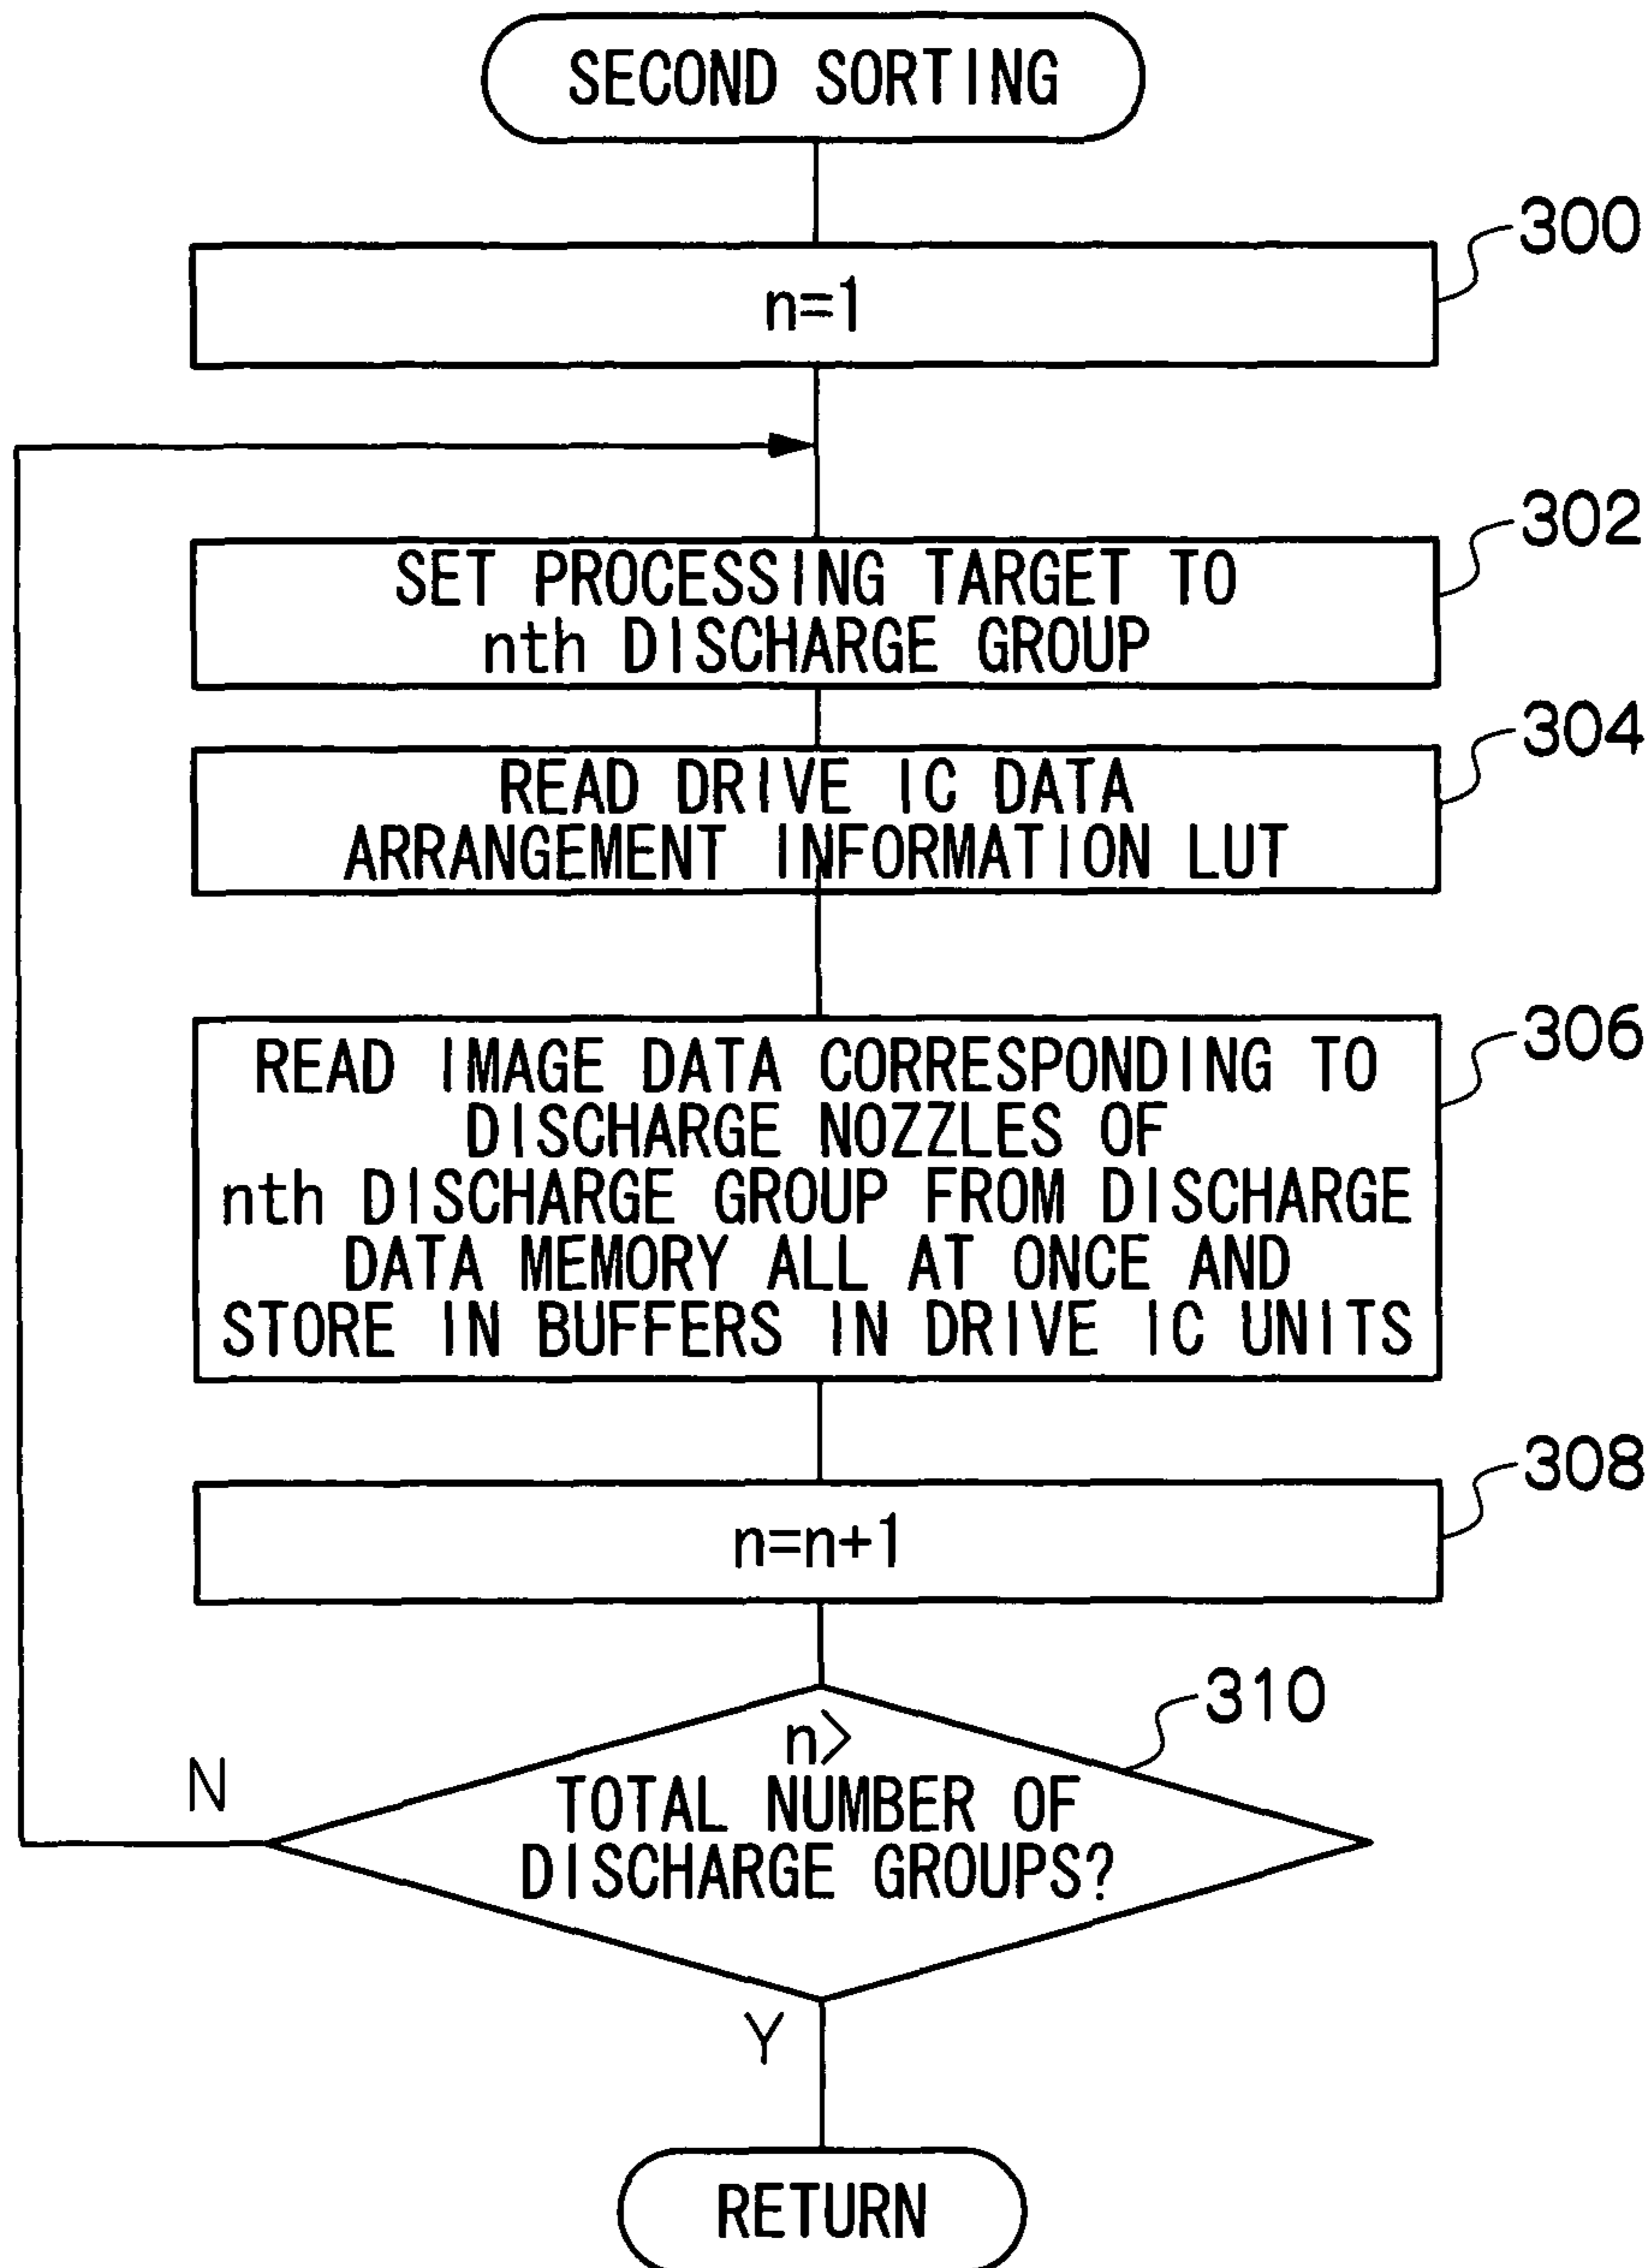 SECOND SORTING
300
n=1
302
SET PROCESSING TARGET TO
nth DISCHARGE GROUP
304
READ DRIVE IC DATA
ARRANGEMENT INFORMATION LUT
306
READ IMAGE DATA CORRESPONDING TO
DISCHARGE NOZZLES OF
nth DISCHARGE GROUP FROM DISCHARGE
DATA MEMORY ALL AT ONCE AND
STORE IN BUFFERS IN DRIVE IC UNITS
308
n=n+1
310
n>
TOTAL NUMBER OF
DISCHARGE GROUPS?
N
Y
RETURN